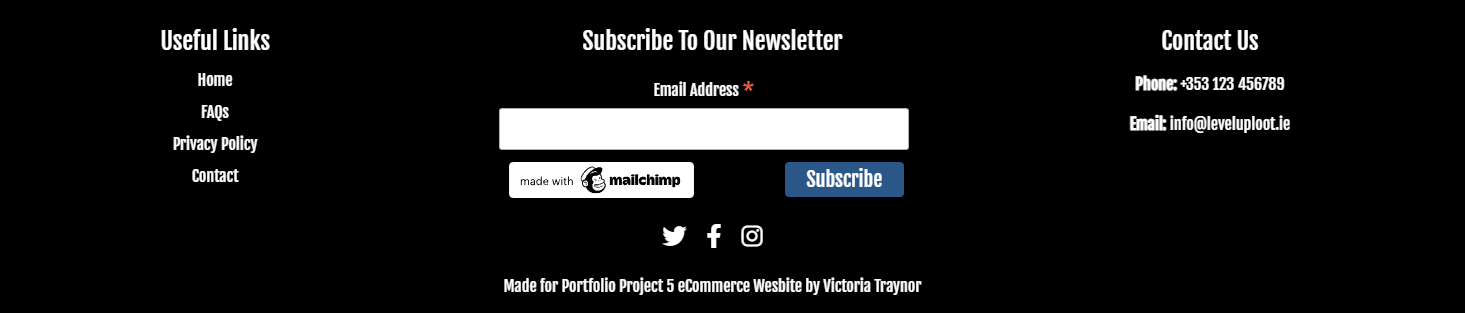 Useful Links
Home
FAQs
Privacy Policy
Contact
Subscribe To Our Newsletter
Email Address *
made with mailchimp
Subscribe
Made for Portfolio Project 5 eCommerce Wesbite by Victoria Traynor
Contact Us
Phone: +353 123 456789
Email: info@leveluploot.ie